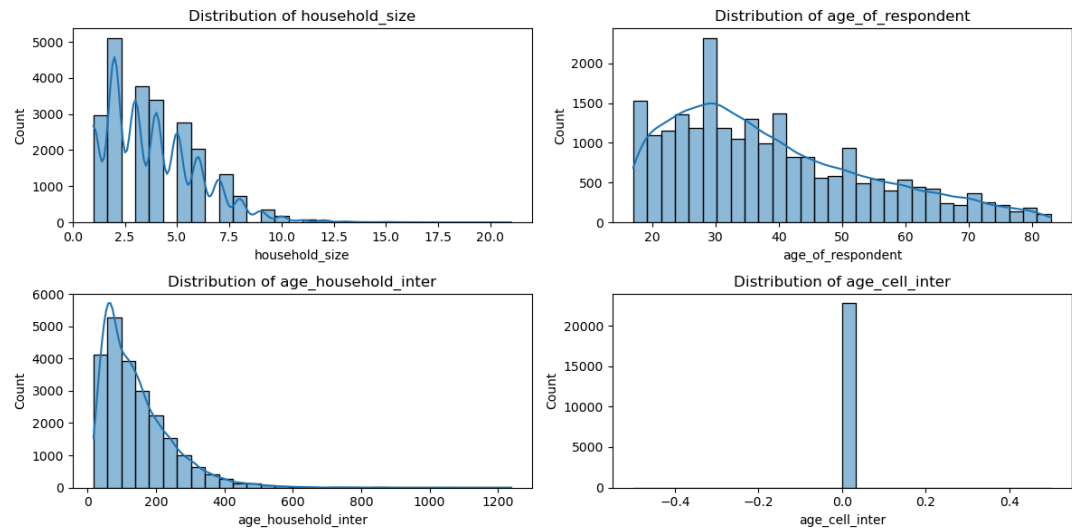 Distribution of household_size
Count
5000
4000
3000
2000
1000
0
0.0 2.5 5.0 7.5 10.0 12.5 15.0 17.5 20.0
household_size
Distribution of age_of_respondent
Count
2000
1500
1000
500
0
20 30 40 50 60 70 80
age_of_respondent
Distribution of age_household_inter
Count
6000
5000
4000
3000
2000
1000
0
0 200 400 600 800 1000 1200
age_household_inter
Distribution of age_cell_inter
Count
20000
15000
10000
5000
0
−0.4 −0.2 0.0 0.2 0.4
age_cell_inter